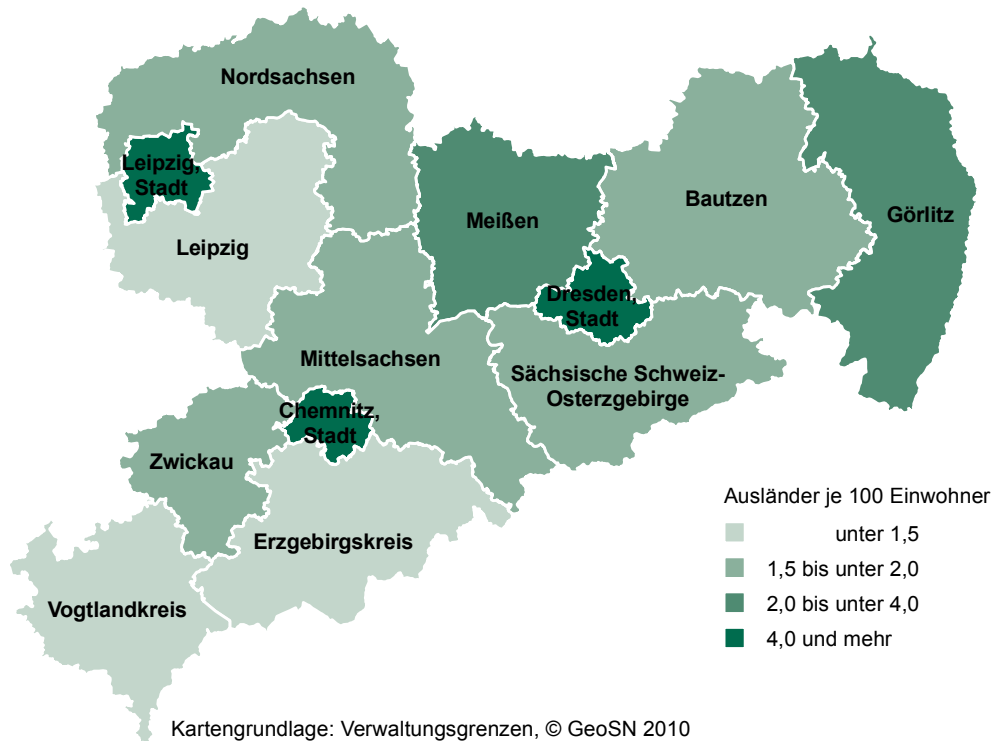 Nordsachsen
Leipzig,
Stadt
Leipzig
Meißen
Bautzen
Görlitz
Dresden,
Stadt
Mittelsachsen
Sächsische Schweiz-
Osterzgebirge
Chemnitz,
Stadt
Zwickau
Erzgebirgskreis
Vogtlandkreis
Ausländer je 100 Einwohner
unter 1,5
1,5 bis unter 2,0
2,0 bis unter 4,0
4,0 und mehr
Kartengrundlage: Verwaltungsgrenzen, © GeoSN 2010